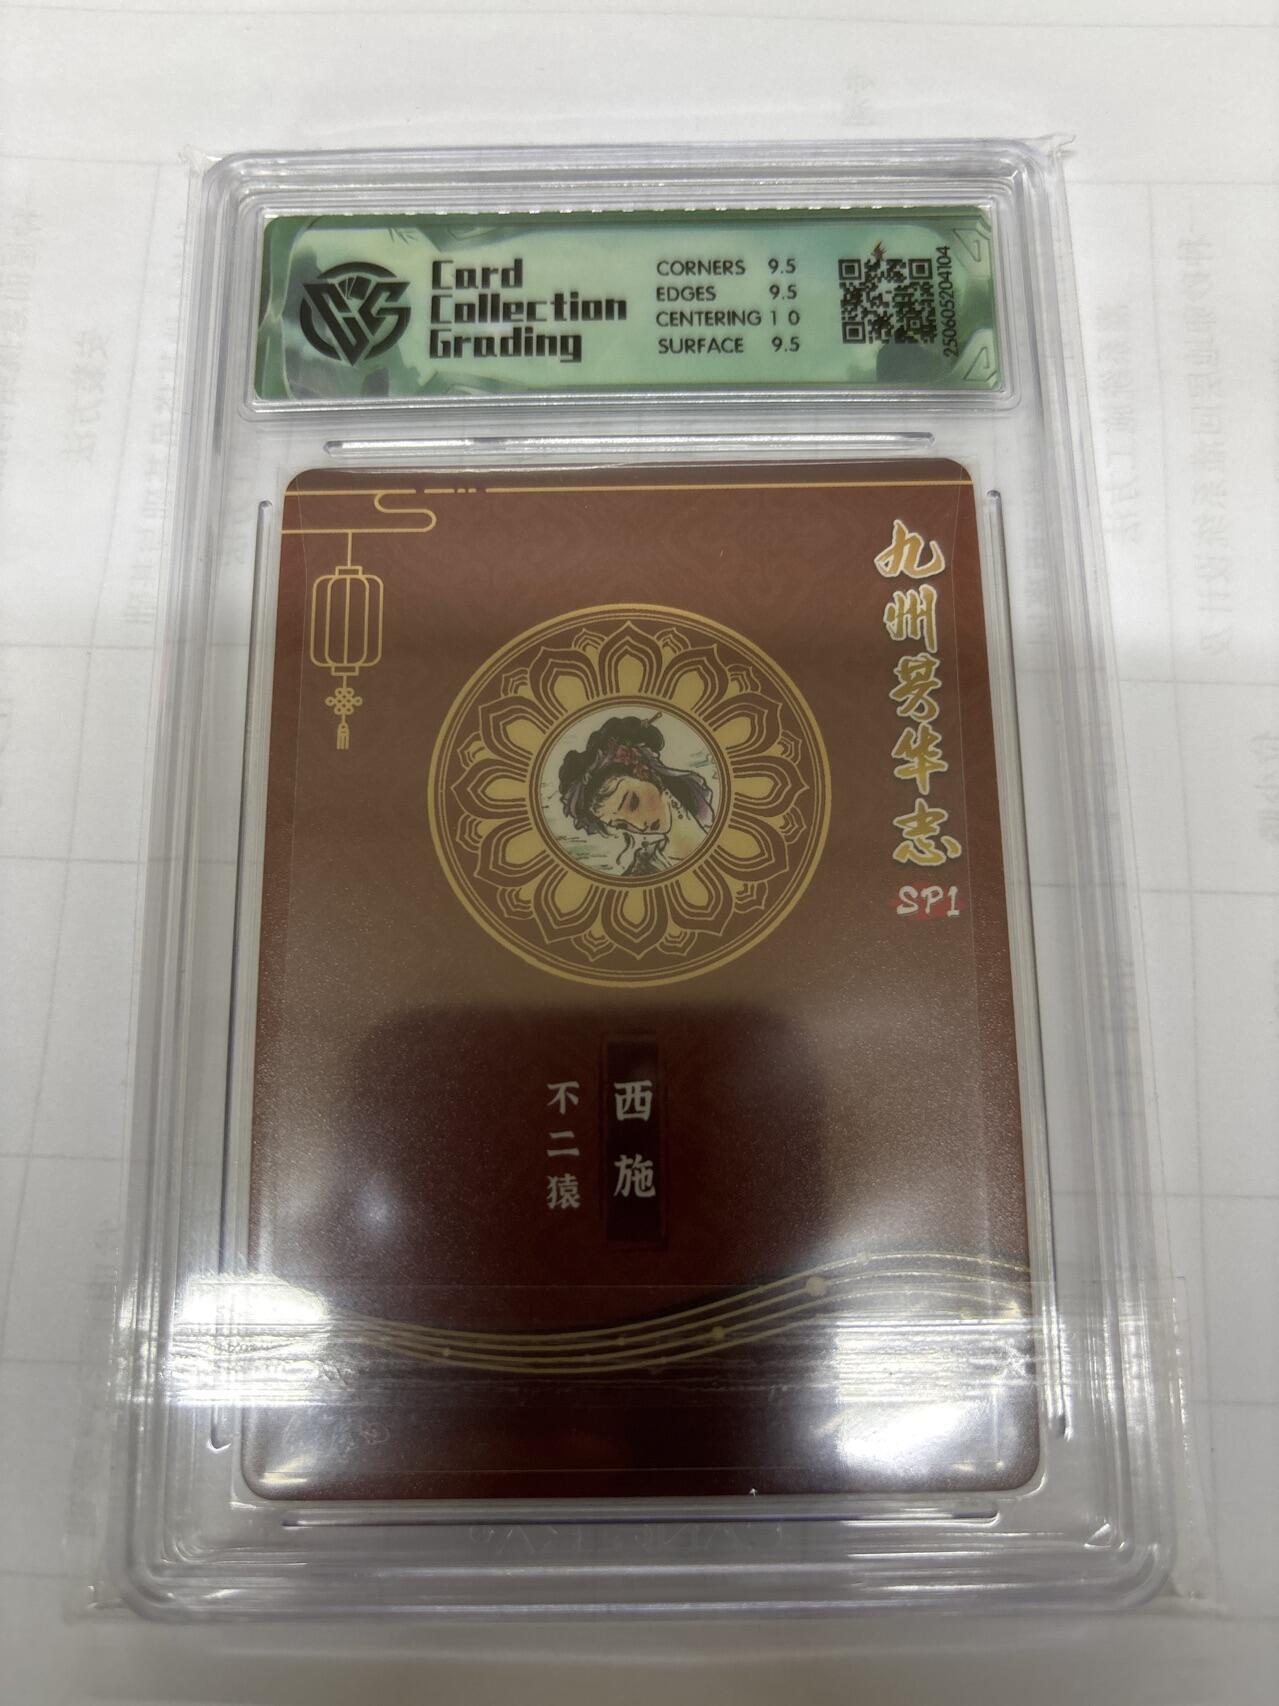 Card
Collection
Grading
CORNERS 9.5
EDGES 9.5
CENTERING 10
SURFACE 9.5
250605204104
九州芳华志
SP1
西施
不二猿